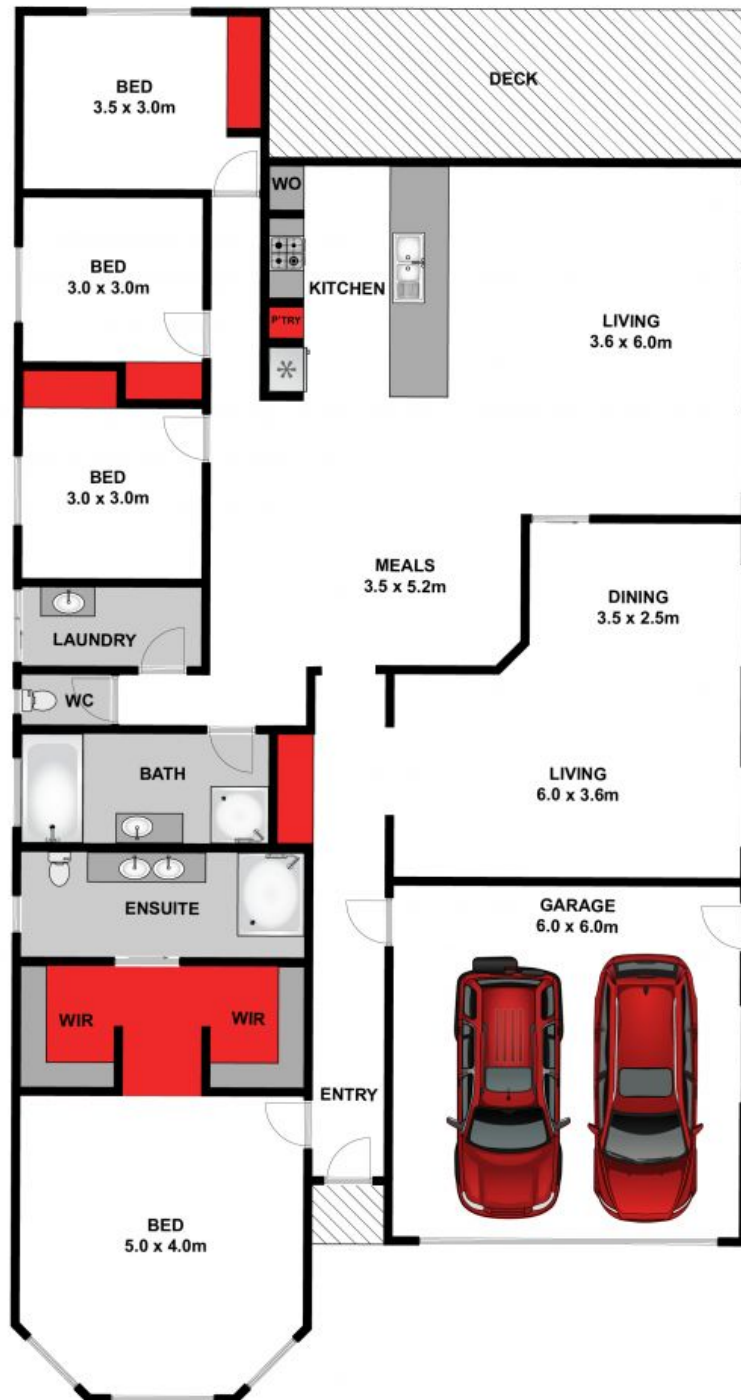 BED
3.5 x 3.0m
DECK
WO
BED
3.0 x 3.0m
KITCHEN
P'TRY
LIVING
3.6 x 6.0m
BED
3.0 x 3.0m
MEALS
3.5 x 5.2m
DINING
3.5 x 2.5m
LAUNDRY
WC
BATH
LIVING
6.0 x 3.6m
ENSUITE
GARAGE
6.0 x 6.0m
WIR
WIR
ENTRY
BED
5.0 x 4.0m